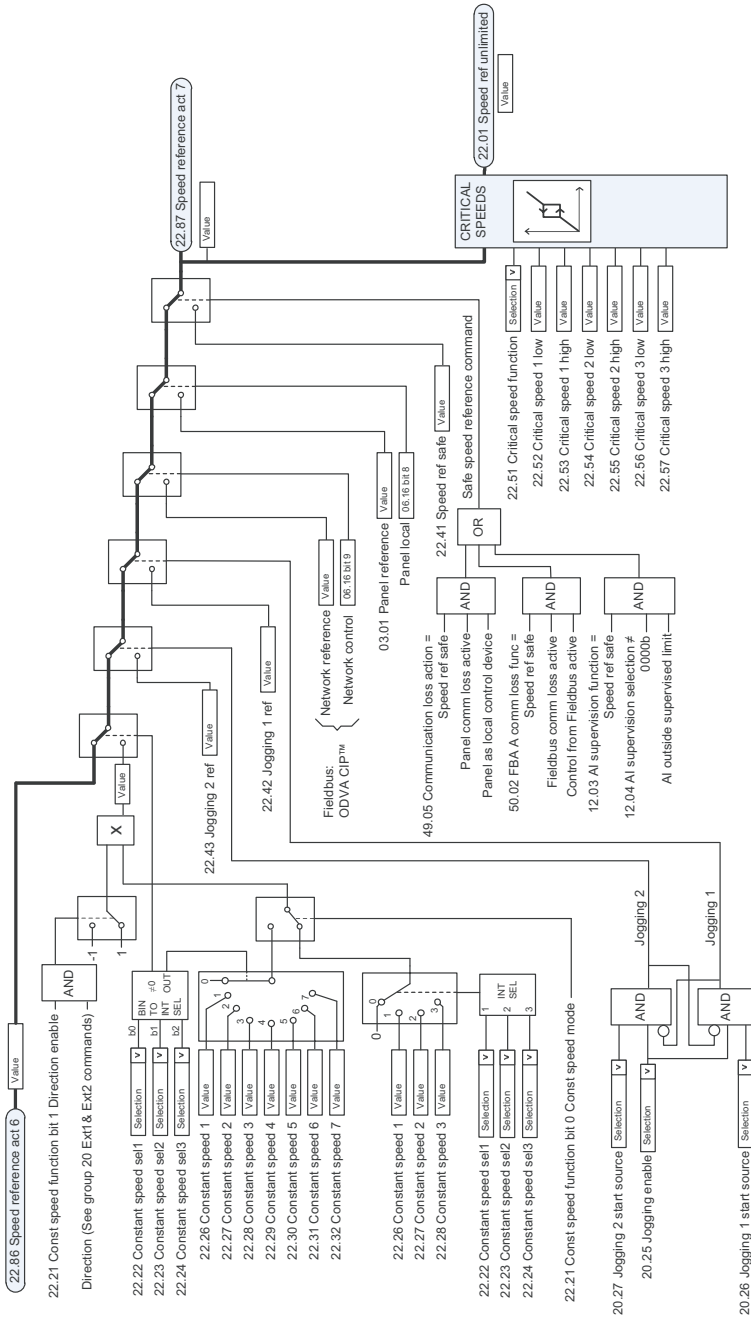 22.86 Speed reference act 6
Value
22.21 Const speed function bit 1 Direction enable
AND
Direction (See group 20 Ext1& Ext2 commands)
-1
1
X
Value
22.22 Constant speed sel1
Selection
v
b0
22.23 Constant speed sel2
Selection
v
b1
22.24 Constant speed sel3
Selection
v
b2
BIN
TO
INT
SEL
≠0
OUT
22.26 Constant speed 1
Value
22.27 Constant speed 2
Value
22.28 Constant speed 3
Value
22.29 Constant speed 4
Value
22.30 Constant speed 5
Value
22.31 Constant speed 6
Value
22.32 Constant speed 7
Value
0
1
2
3
4
5
6
7
22.26 Constant speed 1
Value
22.27 Constant speed 2
Value
22.28 Constant speed 3
Value
0
0
1
2
3
22.22 Constant speed sel1
Selection
v
1
22.23 Constant speed sel2
Selection
v
2
22.24 Constant speed sel3
Selection
v
3
INT
SEL
22.21 Const speed function bit 0 Const speed mode
20.27 Jogging 2 start source
Selection
v
20.25 Jogging enable
Selection
v
20.26 Jogging 1 start source
Selection
v
AND
AND
Jogging 2
Jogging 1
22.43 Jogging 2 ref
Value
22.42 Jogging 1 ref
Value
Fieldbus:
ODVA CIP™
Network reference
Value
Network control
06.16 bit 9
03.01 Panel reference
Value
Panel local
06.16 bit 8
22.41 Speed ref safe
Value
Safe speed reference command
49.05 Communication loss action =
Speed ref safe
Panel comm loss active
Panel as local control device
AND
50.02 FBA A comm loss func =
Speed ref safe
Fieldbus comm loss active
Control from Fieldbus active
AND
12.03 AI supervision function =
Speed ref safe
12.04 AI supervision selection ≠
0000b
AI outside supervised limit
AND
OR
22.87 Speed reference act 7
Value
CRITICAL
SPEEDS
22.51 Critical speed function
Selection
v
22.52 Critical speed 1 low
Value
22.53 Critical speed 1 high
Value
22.54 Critical speed 2 low
Value
22.55 Critical speed 2 high
Value
22.56 Critical speed 3 low
Value
22.57 Critical speed 3 high
Value
22.01 Speed ref unlimited
Value